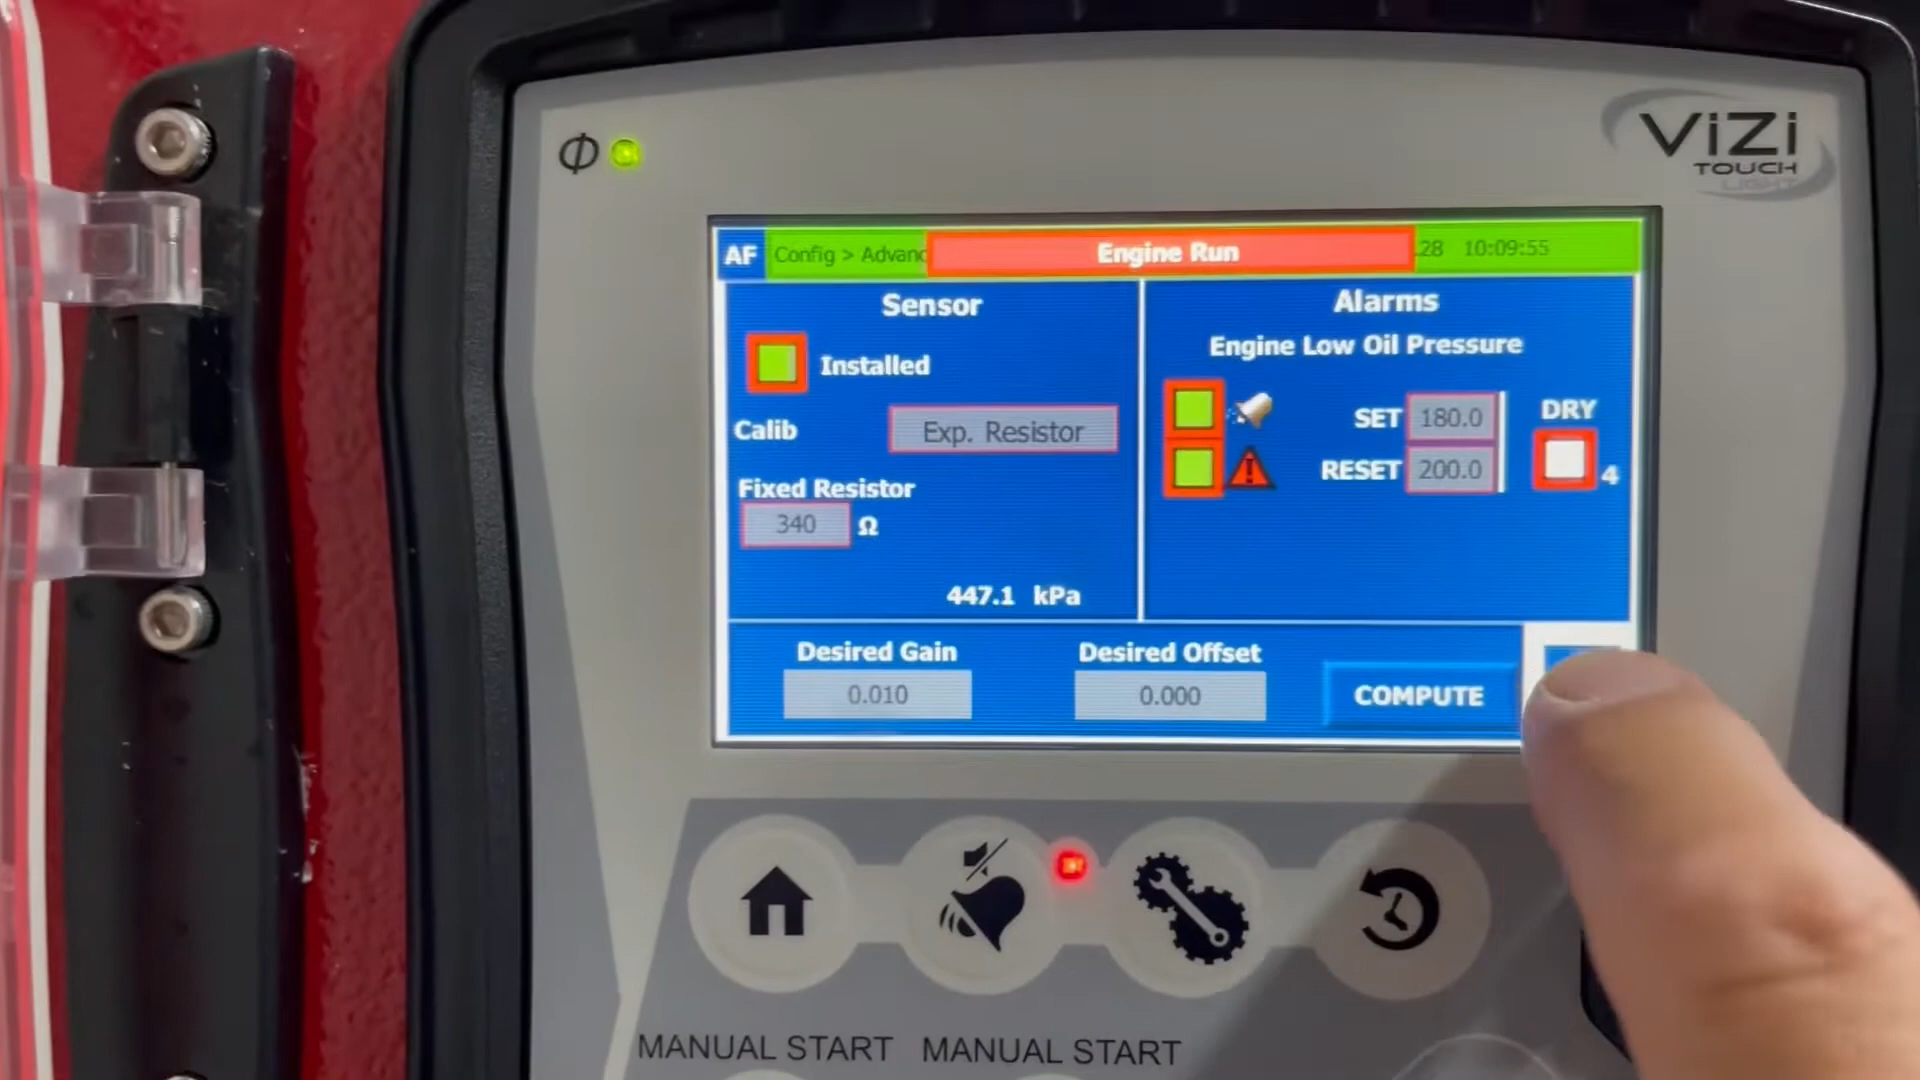 Φ
ViZi
TOUCH
LIGHT
AF Config > Advanc Engine Run .28 10:09:55
Sensor
Installed
Calib Exp. Resistor
Fixed Resistor
340 Ω
447.1 kPa
Alarms
Engine Low Oil Pressure
SET 180.0
RESET 200.0
DRY
4
Desired Gain
0.010
Desired Offset
0.000
COMPUTE
MANUAL START MANUAL START